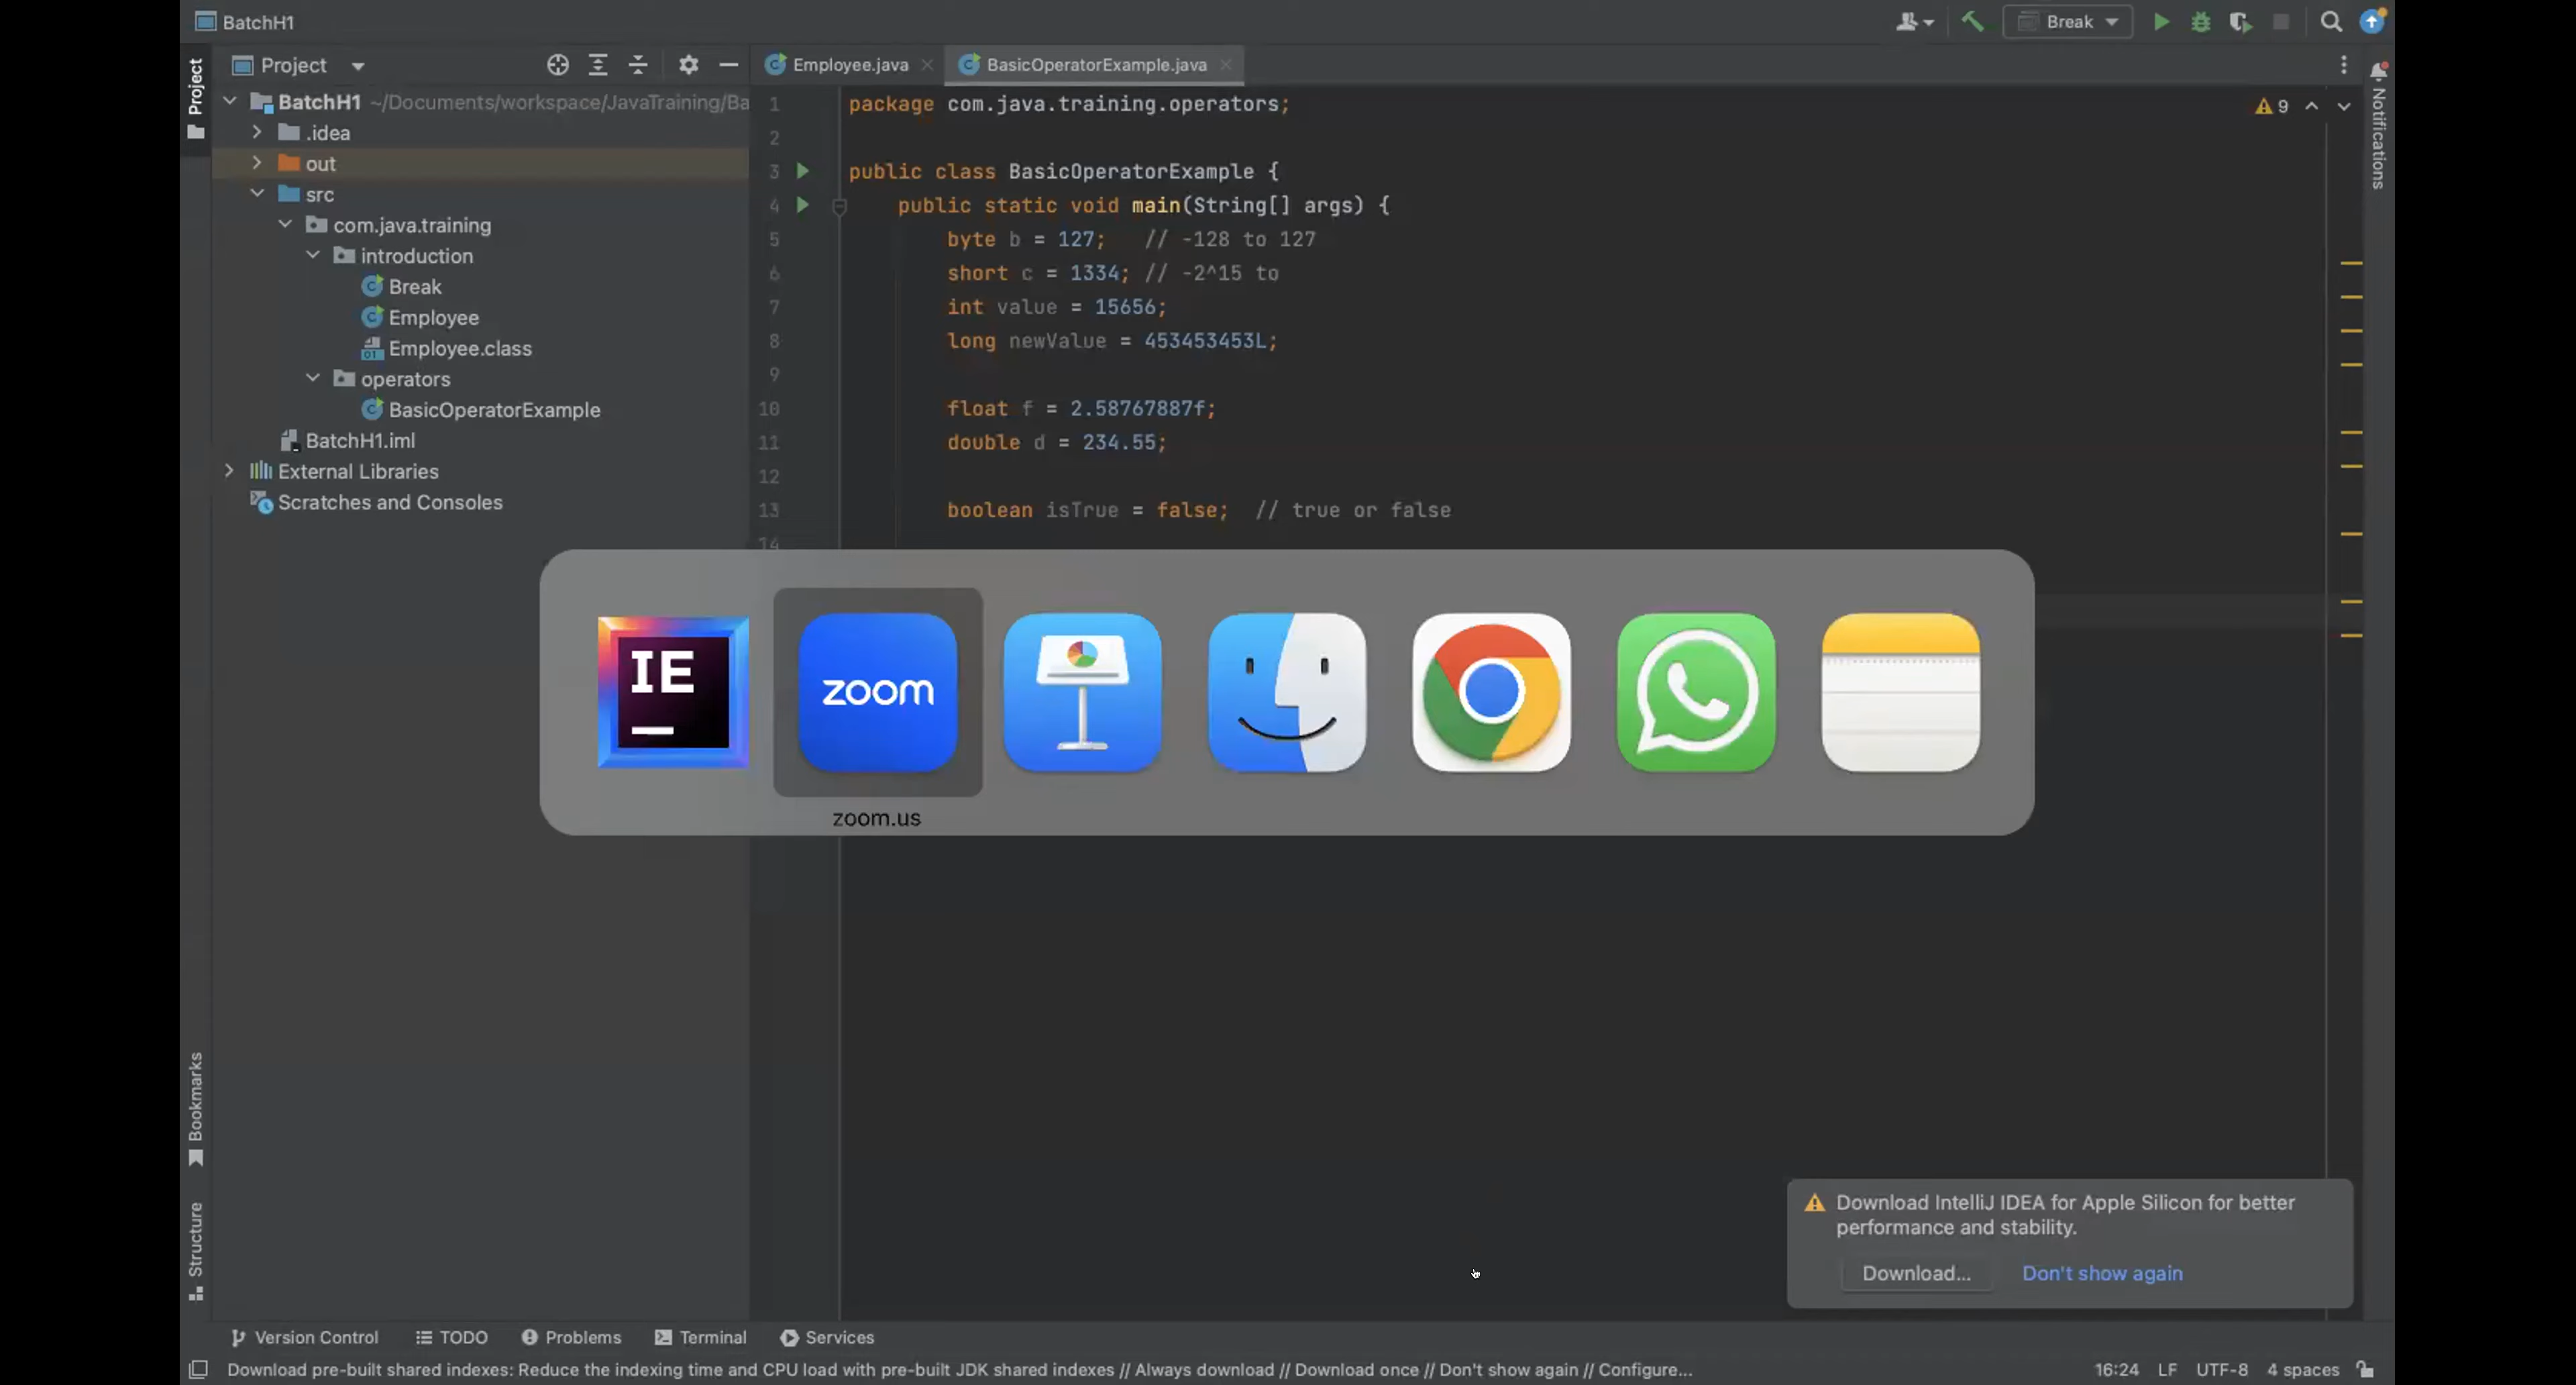 BatchH1
Break
Project
Project
Employee.java
BasicOperatorExample.java
Notifications
BatchH1 ~/Documents/workspace/JavaTraining/Ba
.idea
out
src
com.java.training
introduction
Break
Employee
Employee.class
operators
BasicOperatorExample
BatchH1.iml
External Libraries
Scratches and Consoles
9
1 package com.java.training.operators;
2
3 public class BasicOperatorExample {
4 public static void main(String[] args) {
5 byte b = 127; // -128 to 127
6 short c = 1334; // -2^15 to
7 int value = 15656;
8 long newValue = 453453453L;
9
10 float f = 2.58767887f;
11 double d = 234.55;
12
13 boolean isTrue = false; // true or false
14
IE
zoom
zoom.us
Bookmarks
Structure
Download IntelliJ IDEA for Apple Silicon for better
performance and stability.
Download...
Don't show again
Version Control
TODO
Problems
Terminal
Services
Download pre-built shared indexes: Reduce the indexing time and CPU load with pre-built JDK shared indexes // Always download // Download once // Don't show again // Configure...
16:24 LF UTF-8 4 spaces